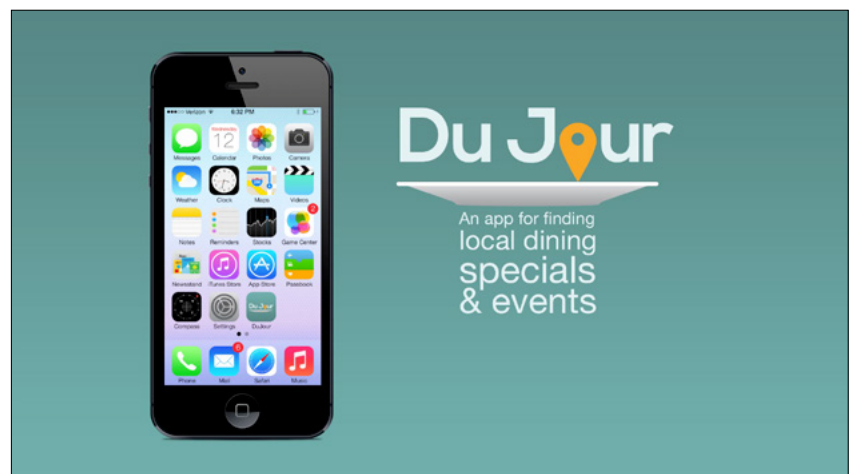 Verizon 6:32 PM
Wednesday
12
Messages Calendar Photos Camera
Weather Clock Maps Videos
2
Notes Reminders Stocks Game Center
Newsstand iTunes Store App Store Passbook
Du Jour
Compass Settings DuJour
6
Phone Mail Safari Music
Du Jour
An app for finding
local dining
specials
& events